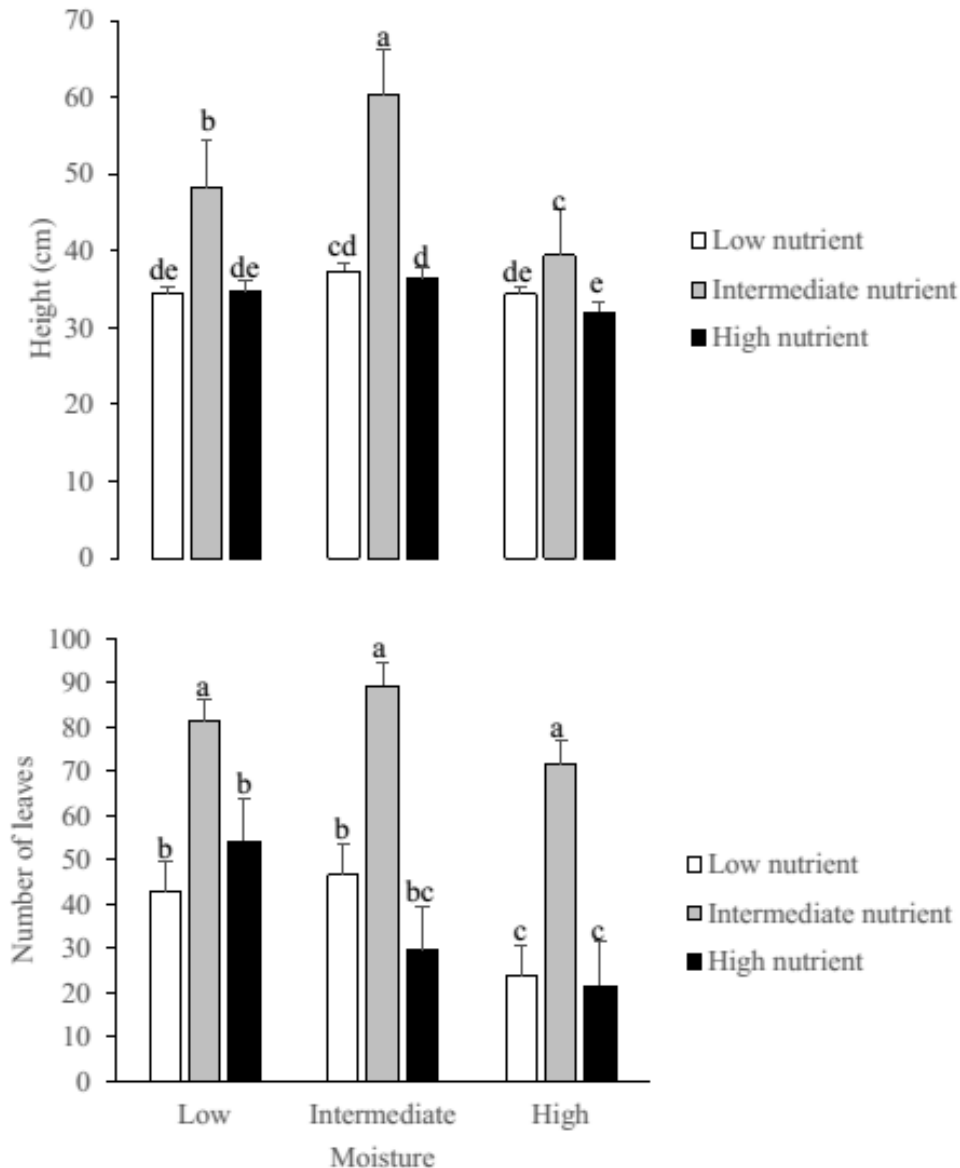 70
a
60
b
50
c
40
cd
d
de
de
de
e
30
20
10
0
Height (cm)
Low nutrient
Intermediate nutrient
High nutrient
100
a
90
a
80
a
70
b
60
b
b
50
bc
40
c
c
30
20
10
0
Number of leaves
Low nutrient
Intermediate nutrient
High nutrient
Low
Intermediate
High
Moisture